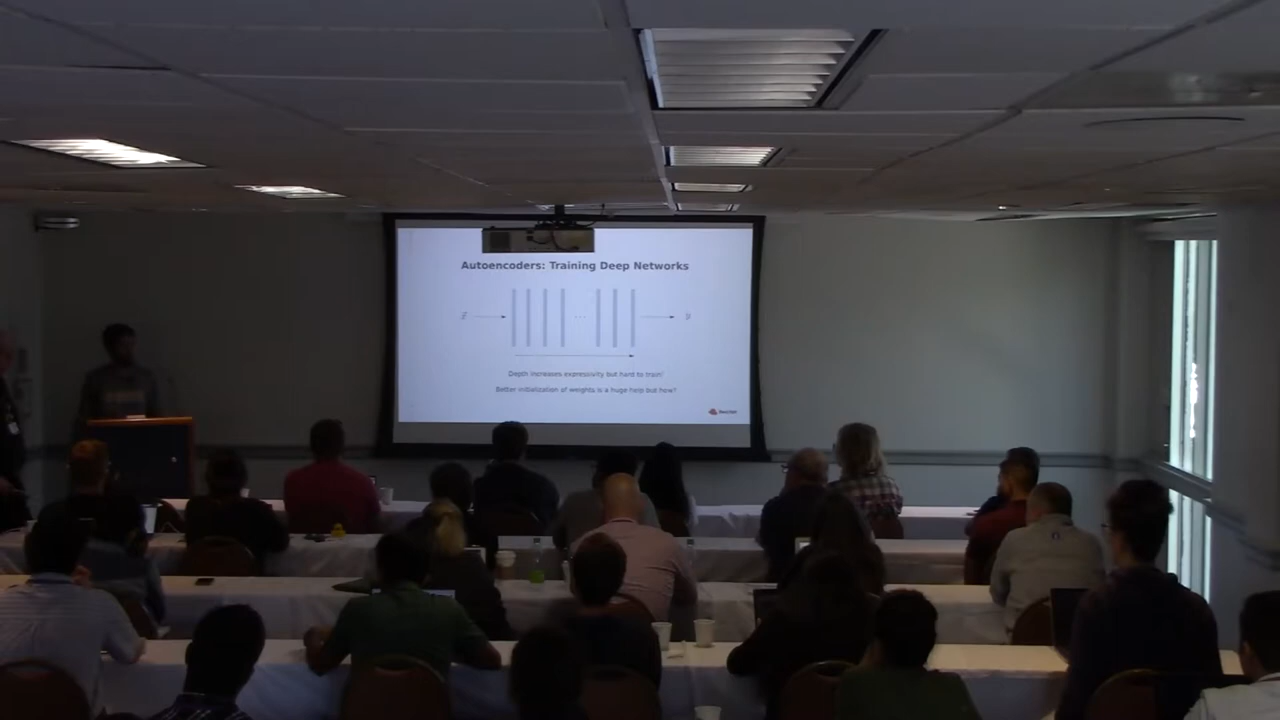 Autoencoders: Training Deep Networks
Depth increases expressivity but hard to train
Better initialization of weights is a huge help but how?